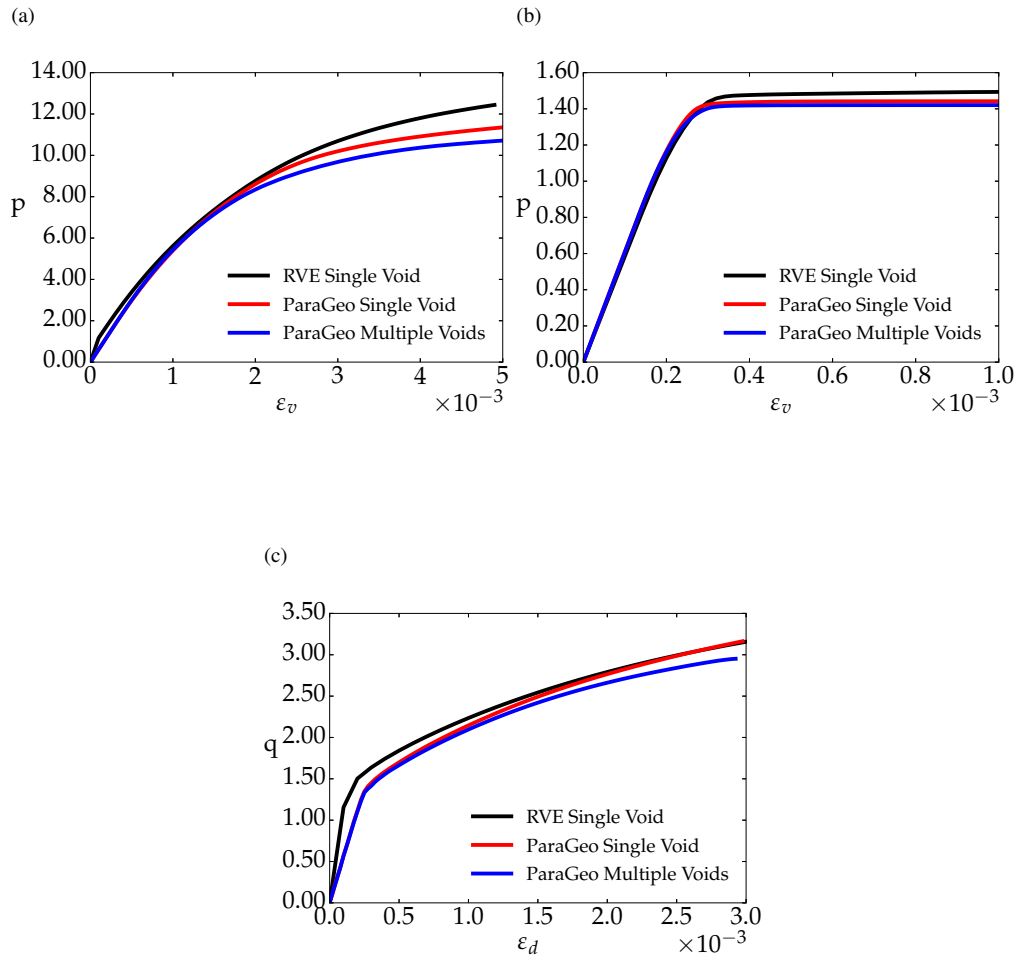 (a)
14.00
12.00
10.00
8.00
6.00
4.00
2.00
0.00
p
RVE Single Void
ParaGeo Single Void
ParaGeo Multiple Voids
0 1 2 3 4 5
ε_v ×10⁻³
(b)
1.60
1.40
1.20
1.00
0.80
0.60
0.40
0.20
0.00
p
RVE Single Void
ParaGeo Single Void
ParaGeo Multiple Voids
0.0 0.2 0.4 0.6 0.8 1.0
ε_v ×10⁻³
(c)
3.50
3.00
2.50
2.00
1.50
1.00
0.50
0.00
q
RVE Single Void
ParaGeo Single Void
ParaGeo Multiple Voids
0.0 0.5 1.0 1.5 2.0 2.5 3.0
ε_d ×10⁻³